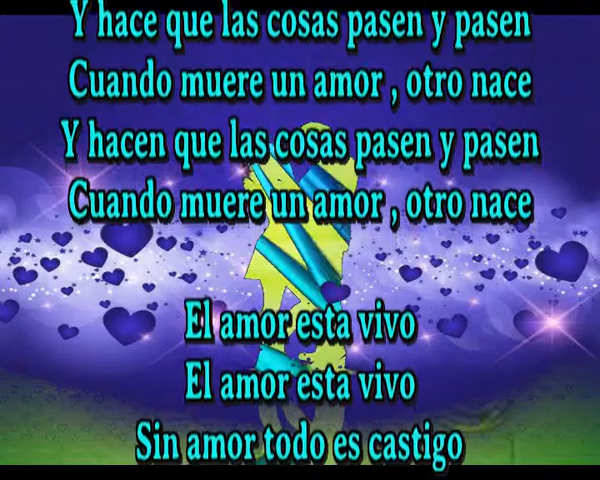 Y hace que las cosas pasen y pasen
Cuando muere un amor , otro nace
Y hacen que las cosas pasen y pasen
Cuando muere un amor , otro nace
El amor esta vivo
El amor esta vivo
Sin amor todo es castigo